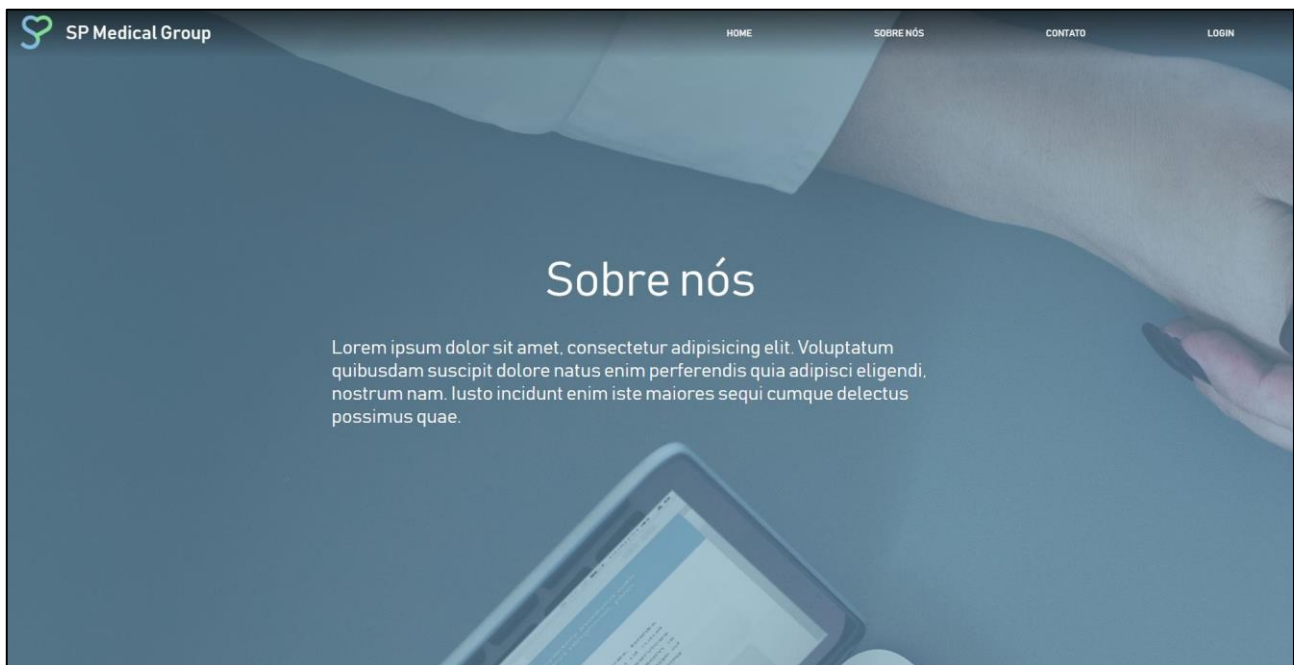 SP Medical Group
HOME
SOBRE NÓS
CONTATO
LOGIN
Sobre nós
Lorem ipsum dolor sit amet, consectetur adipisicing elit. Voluptatum
quibusdam suscipit dolore natus enim perferendis quia adipisci eligendi,
nostrum nam. Iusto incidunt enim iste maiores sequi cumque delectus
possimus quae.